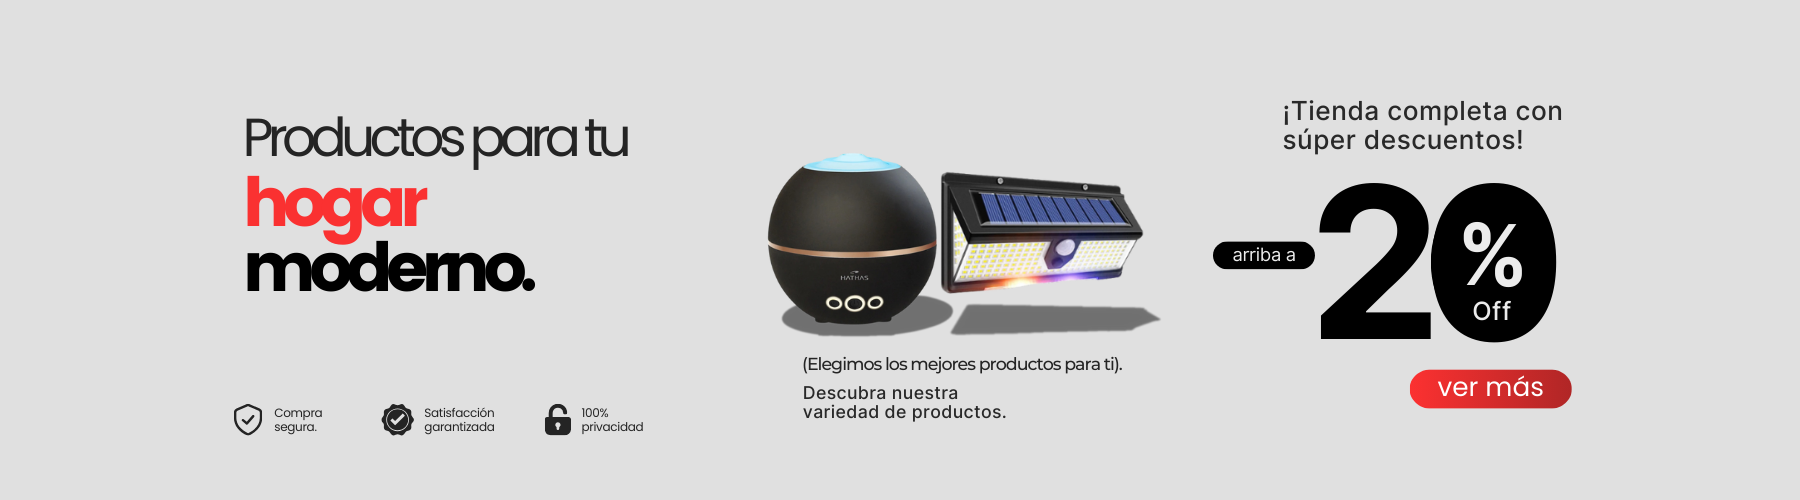 Productos para tu
hogar
moderno.
Compra
segura.
Satisfacción
garantizada
100%
privacidad
HATHAS
(Elegimos los mejores productos para ti).
Descubra nuestra
variedad de productos.
¡Tienda completa con
súper descuentos!
arriba a
20
%
Off
ver más